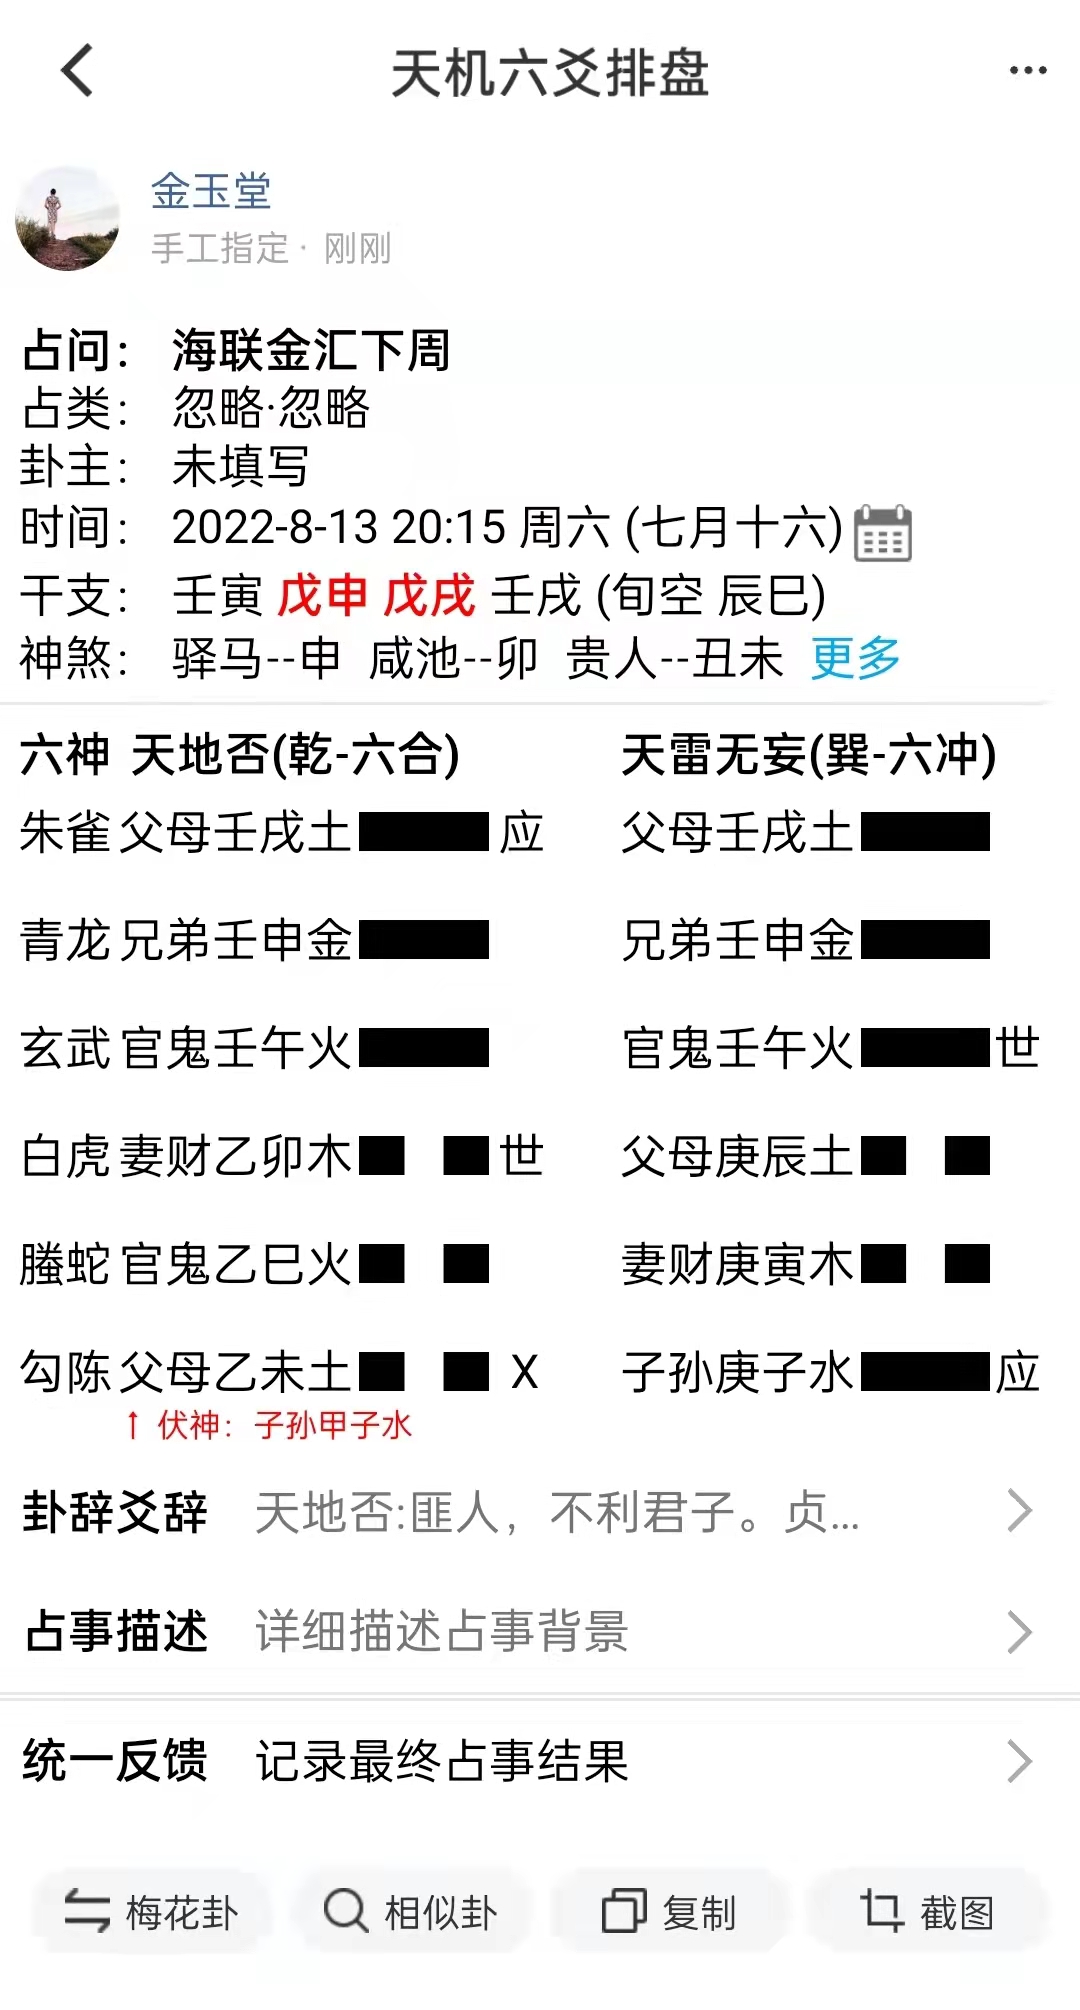 天机六爻排盘
金玉堂
手工指定· 刚刚
占问： 海联金汇下周
占类： 忽略·忽略
卦主： 未填写
时间： 2022-8-13 20:15 周六 (七月十六)
干支： 壬寅 戊申 戊戌 壬戌 (旬空 辰巳)
神煞： 驿马--申 咸池--卯 贵人--丑未 更多
六神 天地否(乾-六合) 天雷无妄(巽-六冲)
朱雀 父母壬戌土 应 父母壬戌土
青龙 兄弟壬申金 兄弟壬申金
玄武 官鬼壬午火 官鬼壬午火 世
白虎 妻财乙卯木 世 父母庚辰土
螣蛇 官鬼乙巳火 妻财庚寅木
勾陈 父母乙未土 X 子孙庚子水 应
↑ 伏神：子孙甲子水
卦辞爻辞 天地否:匪人，不利君子。贞...
占事描述 详细描述占事背景
统一反馈 记录最终占事结果
梅花卦 相似卦 复制 截图